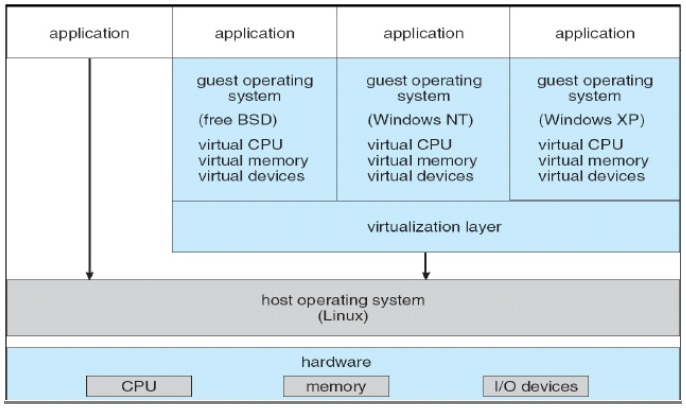 application
application
application
application
guest operating
system
(free BSD)
virtual CPU
virtual memory
virtual devices
guest operating
system
(Windows NT)
virtual CPU
virtual memory
virtual devices
guest operating
system
(Windows XP)
virtual CPU
virtual memory
virtual devices
virtualization layer
host operating system
(Linux)
hardware
CPU
memory
I/O devices